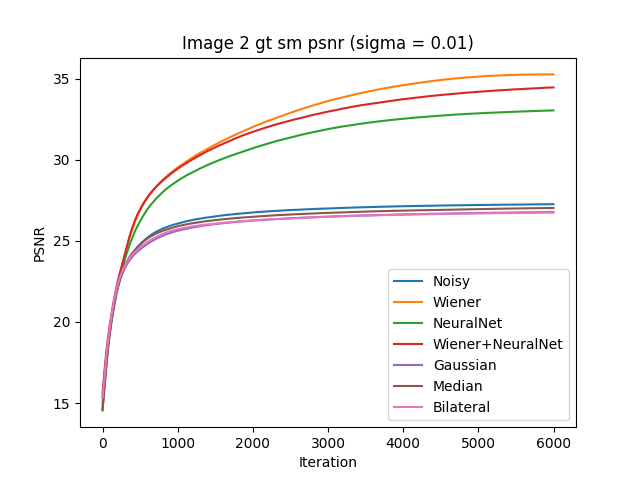 Image 2 gt sm psnr (sigma = 0.01)
35
30
25
20
15
PSNR
0 1000 2000 3000 4000 5000 6000
Iteration
Noisy
Wiener
NeuralNet
Wiener+NeuralNet
Gaussian
Median
Bilateral